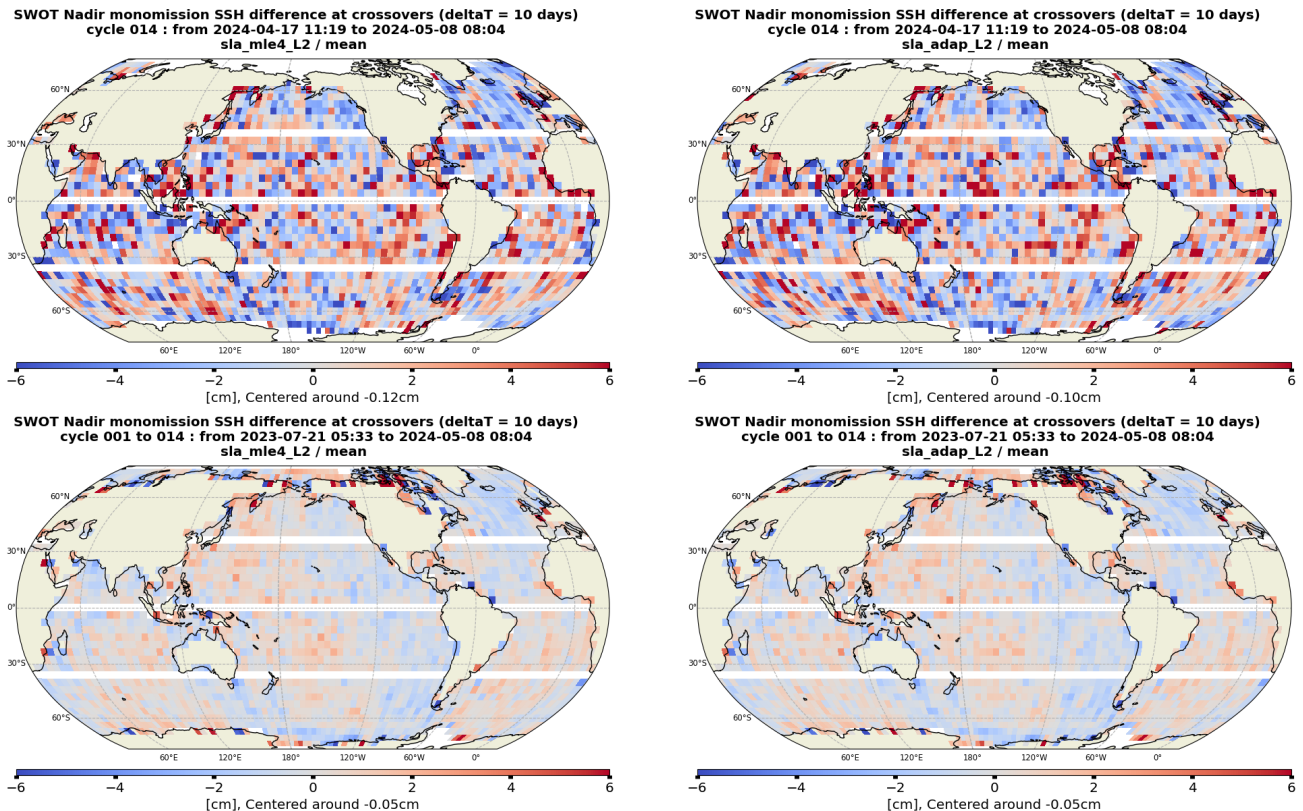 SWOT Nadir monomission SSH difference at crossovers (deltaT = 10 days)
cycle 014 : from 2024-04-17 11:19 to 2024-05-08 08:04
sla_mle4_L2 / mean
60°N
30°N
0°
30°S
60°S
60°E 120°E 180° 120°W 60°W 0°
−6 −4 −2 0 2 4 6
[cm], Centered around -0.12cm
SWOT Nadir monomission SSH difference at crossovers (deltaT = 10 days)
cycle 014 : from 2024-04-17 11:19 to 2024-05-08 08:04
sla_adap_L2 / mean
60°N
30°N
0°
30°S
60°S
60°E 120°E 180° 120°W 60°W 0°
−6 −4 −2 0 2 4 6
[cm], Centered around -0.10cm
SWOT Nadir monomission SSH difference at crossovers (deltaT = 10 days)
cycle 001 to 014 : from 2023-07-21 05:33 to 2024-05-08 08:04
sla_mle4_L2 / mean
60°N
30°N
0°
30°S
60°S
60°E 120°E 180° 120°W 60°W 0°
−6 −4 −2 0 2 4 6
[cm], Centered around -0.05cm
SWOT Nadir monomission SSH difference at crossovers (deltaT = 10 days)
cycle 001 to 014 : from 2023-07-21 05:33 to 2024-05-08 08:04
sla_adap_L2 / mean
60°N
30°N
0°
30°S
60°S
60°E 120°E 180° 120°W 60°W 0°
−6 −4 −2 0 2 4 6
[cm], Centered around -0.05cm